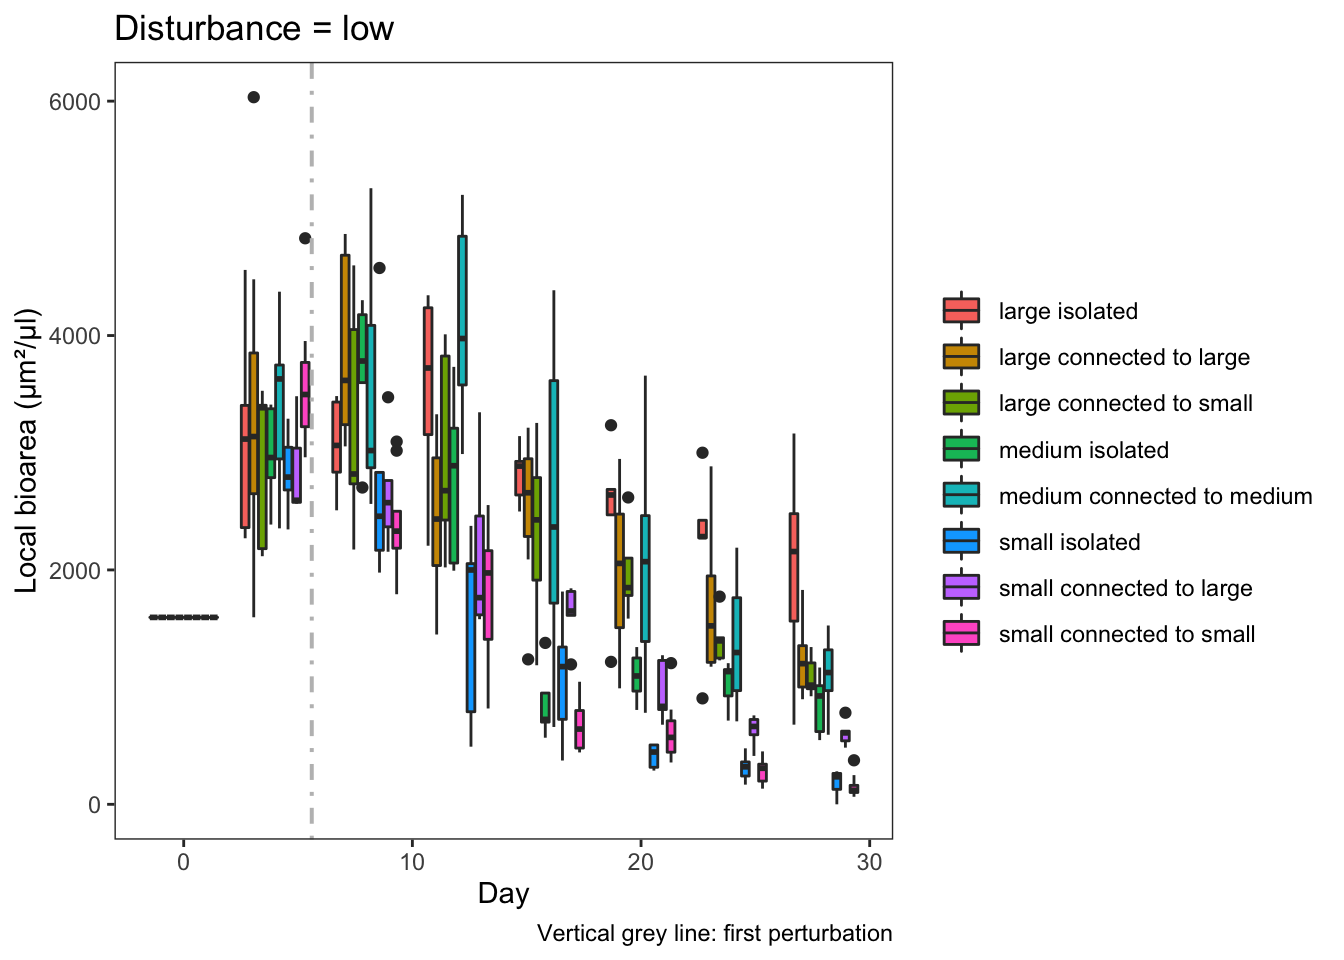 Disturbance = low
Local bioarea (µm²/µl)
6000
4000
2000
0
0
10
20
30
Day
Vertical grey line: first perturbation
large isolated
large connected to large
large connected to small
medium isolated
medium connected to medium
small isolated
small connected to large
small connected to small